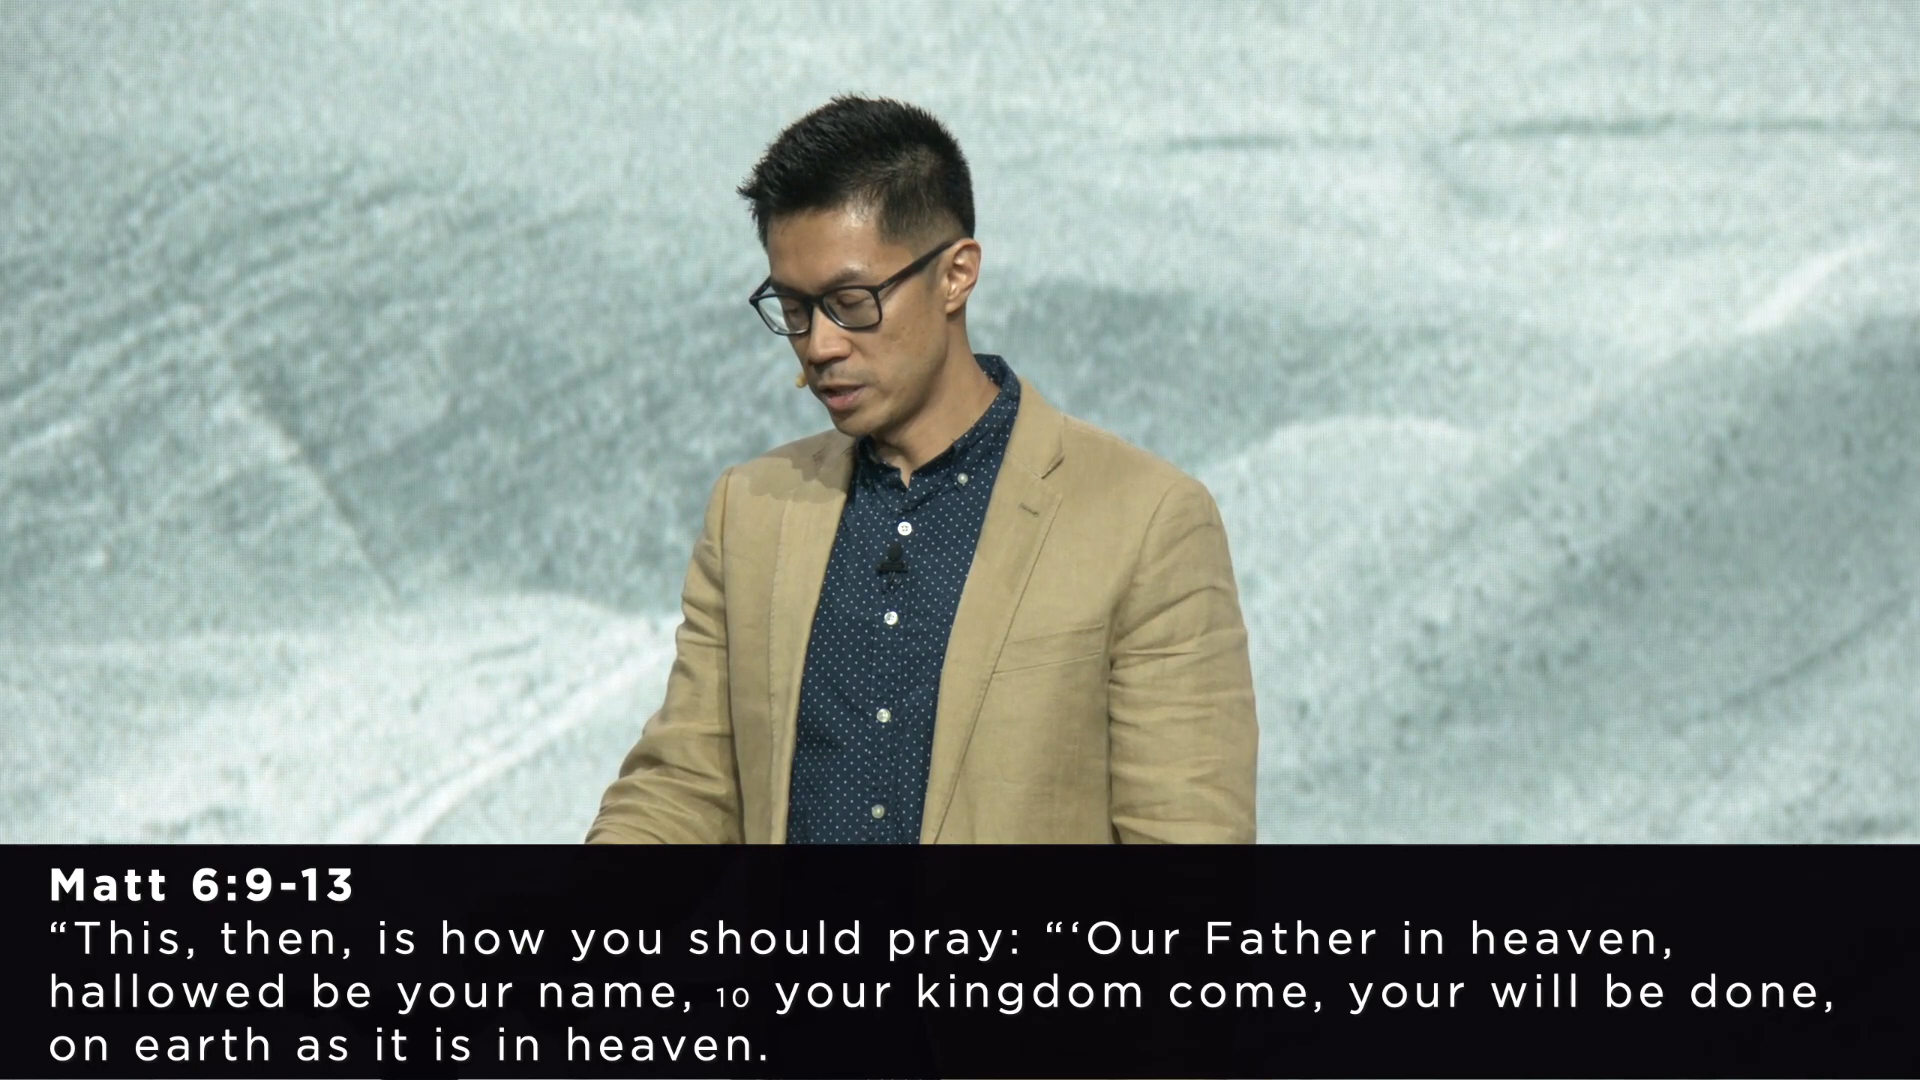 Matt 6:9-13
“This, then, is how you should pray: “‘Our Father in heaven,
hallowed be your name, 10 your kingdom come, your will be done,
on earth as it is in heaven.